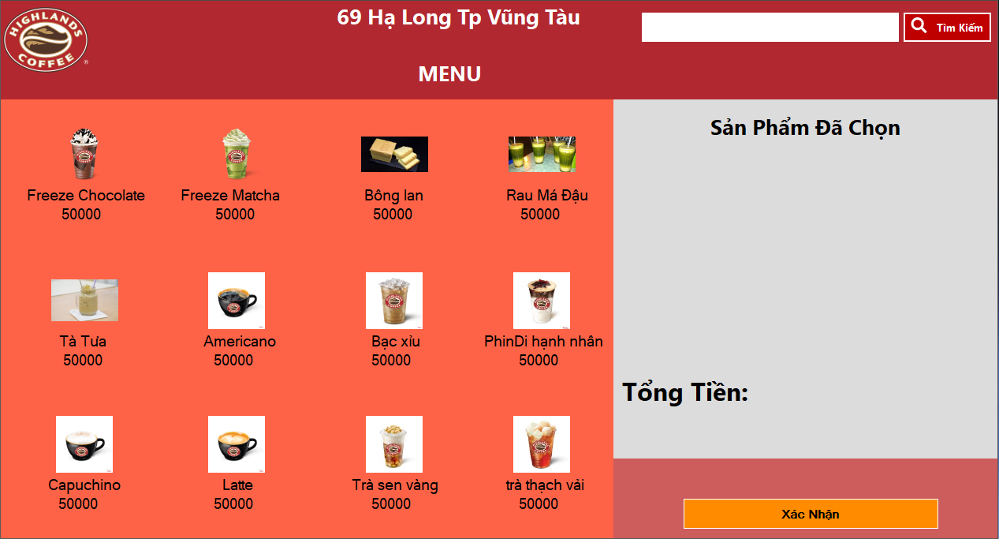 HIGHLANDS
COFFEE
®
69 Hạ Long Tp Vũng Tàu
Tìm Kiếm
MENU
Sản Phẩm Đã Chọn
Freeze Chocolate
50000
Freeze Matcha
50000
Bông lan
50000
Rau Má Đậu
50000
Tà Tưa
50000
Americano
50000
Bạc xỉu
50000
PhinDi hạnh nhân
50000
Capuchino
50000
Latte
50000
Trà sen vàng
50000
trà thạch vải
50000
Tổng Tiền:
Xác Nhận